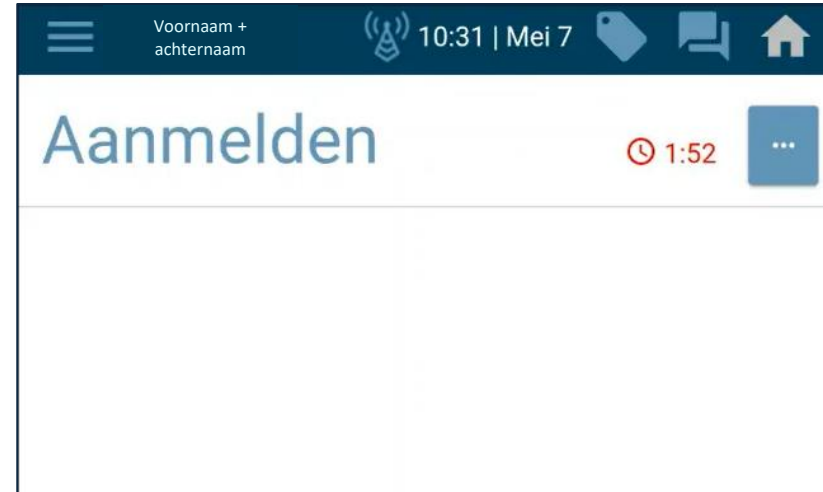 Voornaam +
achternaam
10:31 | Mei 7
Aanmelden
1:52
...